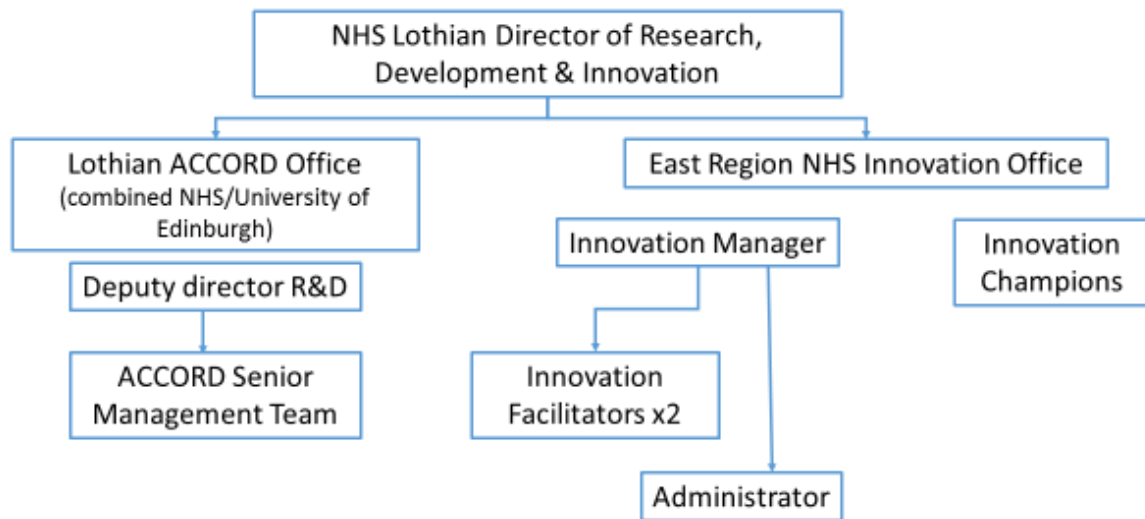 NHS Lothian Director of Research,
Development & Innovation
Lothian ACCORD Office
(combined NHS/University of
Edinburgh)
East Region NHS Innovation Office
Innovation Manager
Innovation
Champions
Deputy director R&D
ACCORD Senior
Management Team
Innovation
Facilitators x2
Administrator